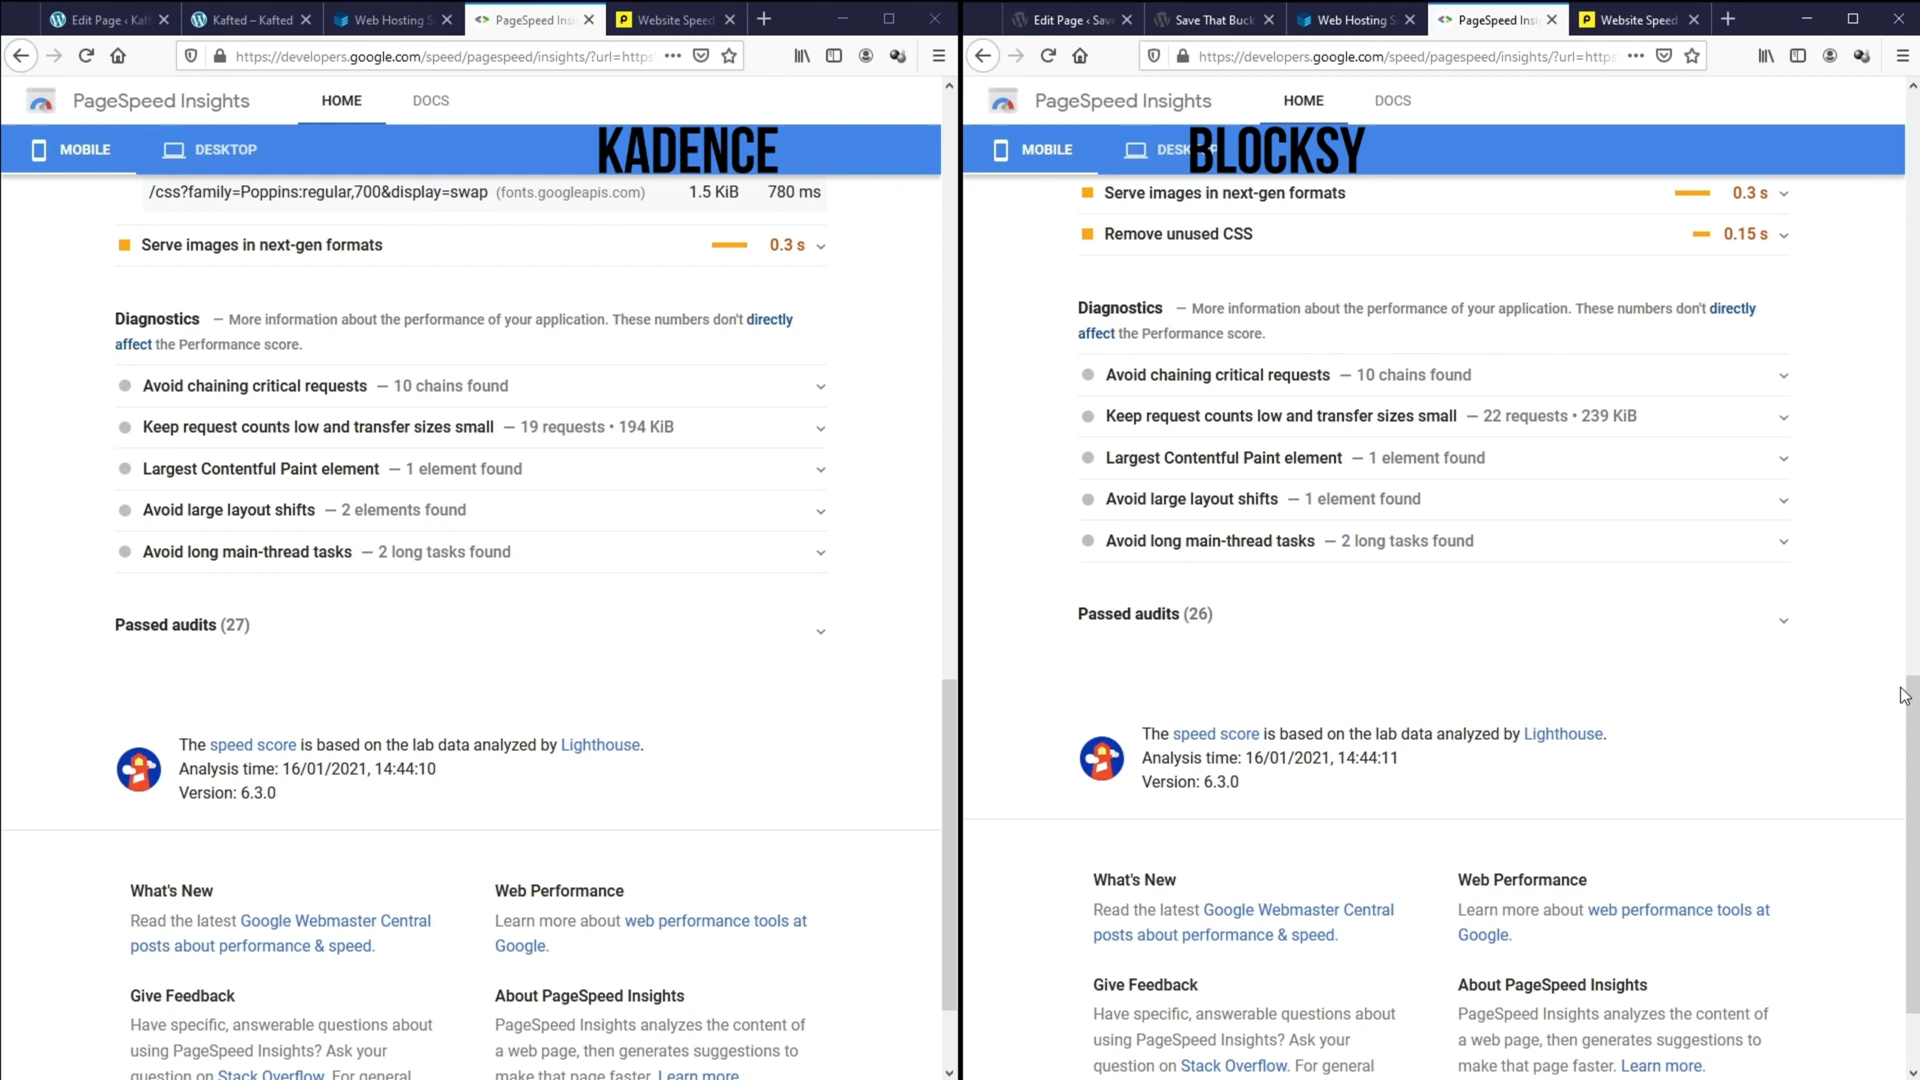 Edit Page ‹ Kaft
Kafted – Kafted
Web Hosting S
PageSpeed Insi
Website Speed
https://developers.google.com/speed/pagespeed/insights/?url=https
PageSpeed Insights
HOME
DOCS
MOBILE
DESKTOP
KADENCE
/css?family=Poppins:regular,700&display=swap (fonts.googleapis.com) 1.5 KiB 780 ms
Serve images in next-gen formats 0.3 s
Diagnostics — More information about the performance of your application. These numbers don't directly
affect the Performance score.
Avoid chaining critical requests — 10 chains found
Keep request counts low and transfer sizes small — 19 requests • 194 KiB
Largest Contentful Paint element — 1 element found
Avoid large layout shifts — 2 elements found
Avoid long main-thread tasks — 2 long tasks found
Passed audits (27)
The speed score is based on the lab data analyzed by Lighthouse.
Analysis time: 16/01/2021, 14:44:10
Version: 6.3.0
What's New
Read the latest Google Webmaster Central
posts about performance & speed.
Web Performance
Learn more about web performance tools at
Google.
Give Feedback
Have specific, answerable questions about
using PageSpeed Insights? Ask your
question on Stack Overflow. For general
About PageSpeed Insights
PageSpeed Insights analyzes the content of
a web page, then generates suggestions to
make that page faster. Learn more.
Edit Page ‹ Sav
Save That Buck
Web Hosting S
PageSpeed Insi
Website Speed
https://developers.google.com/speed/pagespeed/insights/?url=https
PageSpeed Insights
HOME
DOCS
MOBILE
DESK P
BLOCKSY
Serve images in next-gen formats 0.3 s
Remove unused CSS 0.15 s
Diagnostics — More information about the performance of your application. These numbers don't directly
affect the Performance score.
Avoid chaining critical requests — 10 chains found
Keep request counts low and transfer sizes small — 22 requests • 239 KiB
Largest Contentful Paint element — 1 element found
Avoid large layout shifts — 1 element found
Avoid long main-thread tasks — 2 long tasks found
Passed audits (26)
The speed score is based on the lab data analyzed by Lighthouse.
Analysis time: 16/01/2021, 14:44:11
Version: 6.3.0
What's New
Read the latest Google Webmaster Central
posts about performance & speed.
Web Performance
Learn more about web performance tools at
Google.
Give Feedback
Have specific, answerable questions about
using PageSpeed Insights? Ask your
question on Stack Overflow. For general
About PageSpeed Insights
PageSpeed Insights analyzes the content of
a web page, then generates suggestions to
make that page faster. Learn more.